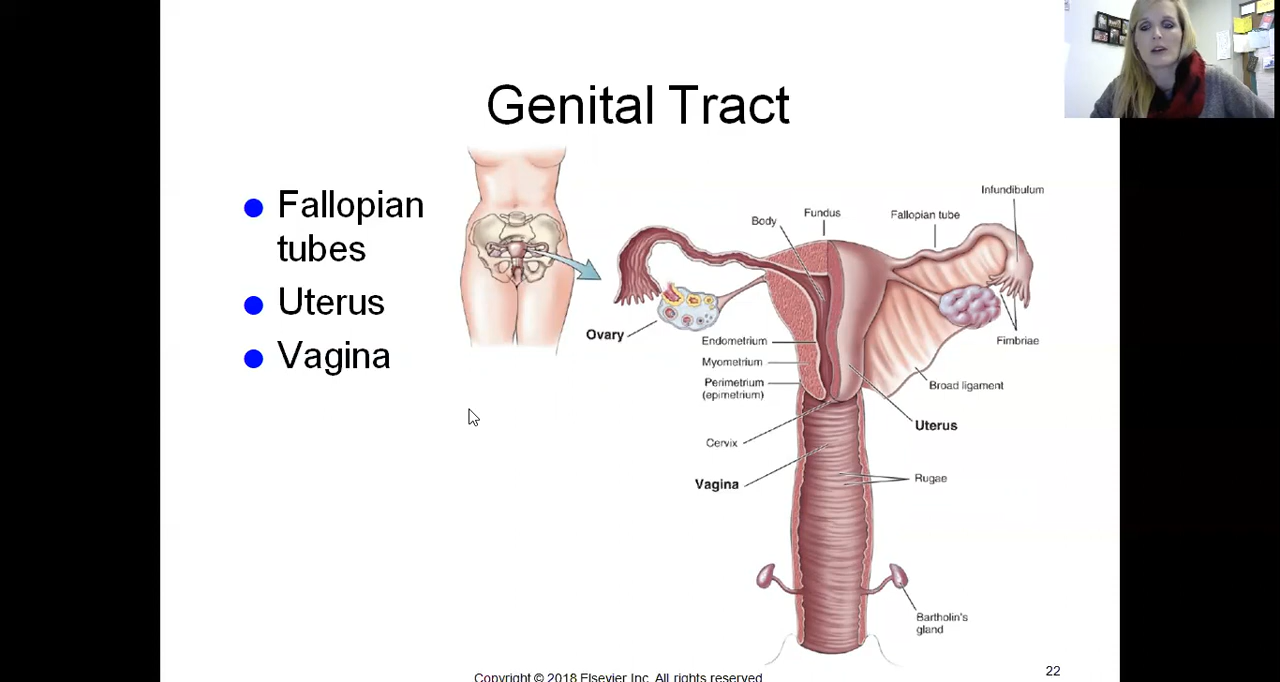 Genital Tract
Fallopian
tubes
Uterus
Vagina
Infundibulum
Fundus
Fallopian tube
Body
Ovary
Endometrium
Fimbriae
Myometrium
Perimetrium
(epimetrium)
Broad ligament
Uterus
Cervix
Vagina
Rugae
Bartholin's
gland
Copyright © 2018 Elsevier Inc. All rights reserved
22